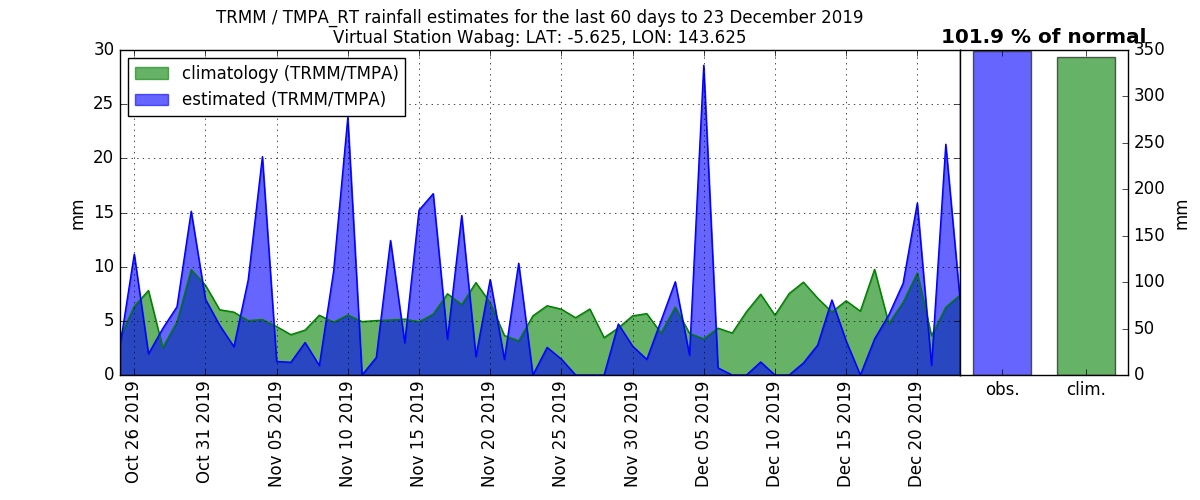 TRMM / TMPA_RT rainfall estimates for the last 60 days to 23 December 2019
Virtual Station Wabag: LAT: -5.625, LON: 143.625
101.9 % of normal
climatology (TRMM/TMPA)
estimated (TRMM/TMPA)
30
25
20
15
10
5
0
mm
350
300
250
200
150
100
50
0
mm
Oct 26 2019
Oct 31 2019
Nov 05 2019
Nov 10 2019
Nov 15 2019
Nov 20 2019
Nov 25 2019
Nov 30 2019
Dec 05 2019
Dec 10 2019
Dec 15 2019
Dec 20 2019
obs.
clim.